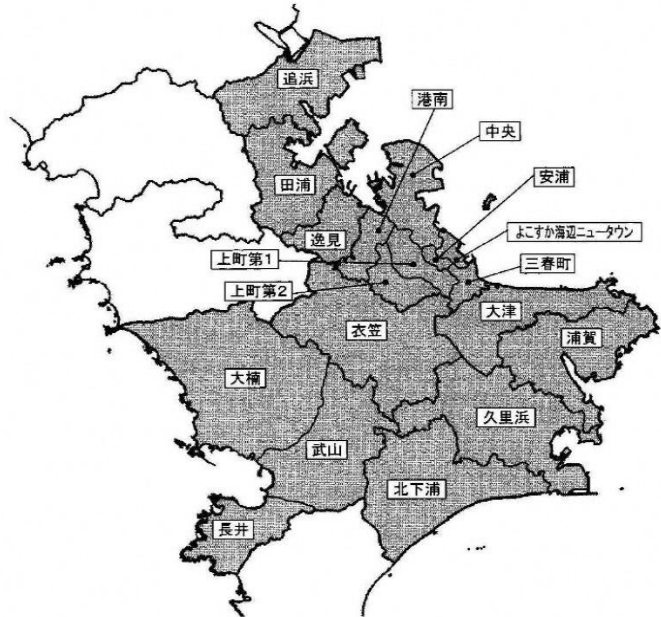 追浜
港南
中央
田浦
安浦
逸見
よこすか海辺ニュータウン
上町第1
三春町
上町第2
大津
衣笠
浦賀
大楠
久里浜
武山
北下浦
長井